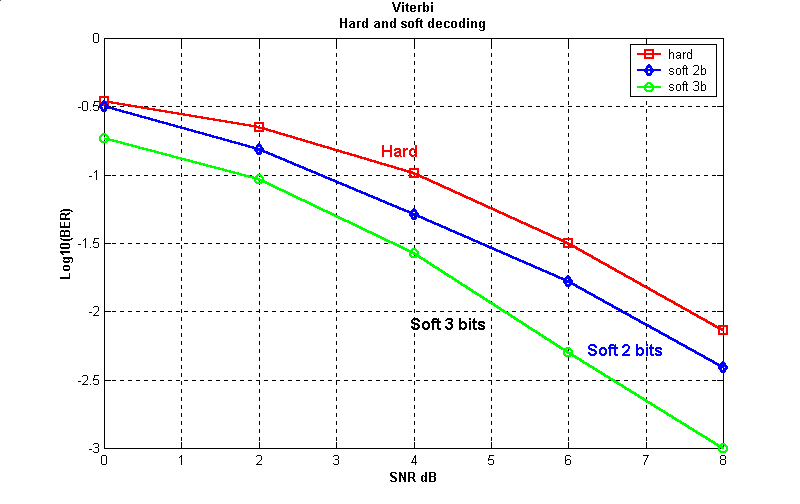 Viterbi
Hard and soft decoding
0
-0.5
-1
-1.5
-2
-2.5
-3
Log10(BER)
hard
soft 2b
soft 3b
Hard
Soft 3 bits
Soft 2 bits
0 1 2 3 4 5 6 7 8
SNR dB